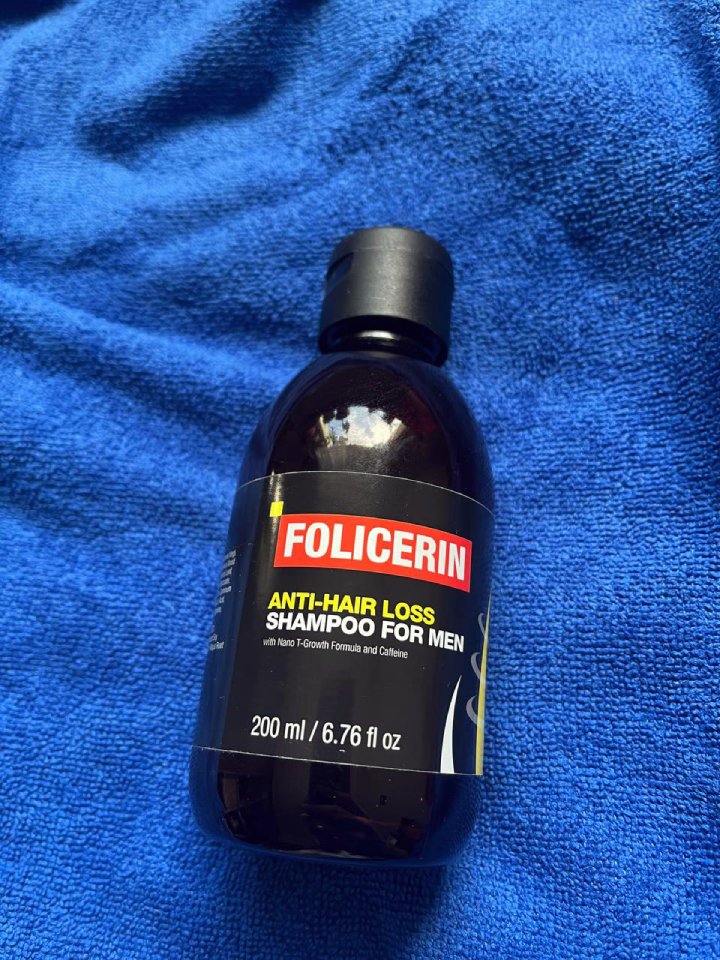 FOLICERIN
ANTI-HAIR LOSS
SHAMPOO FOR MEN
with Nano T-Growth Formula and Caffeine
200 ml / 6.76 fl oz